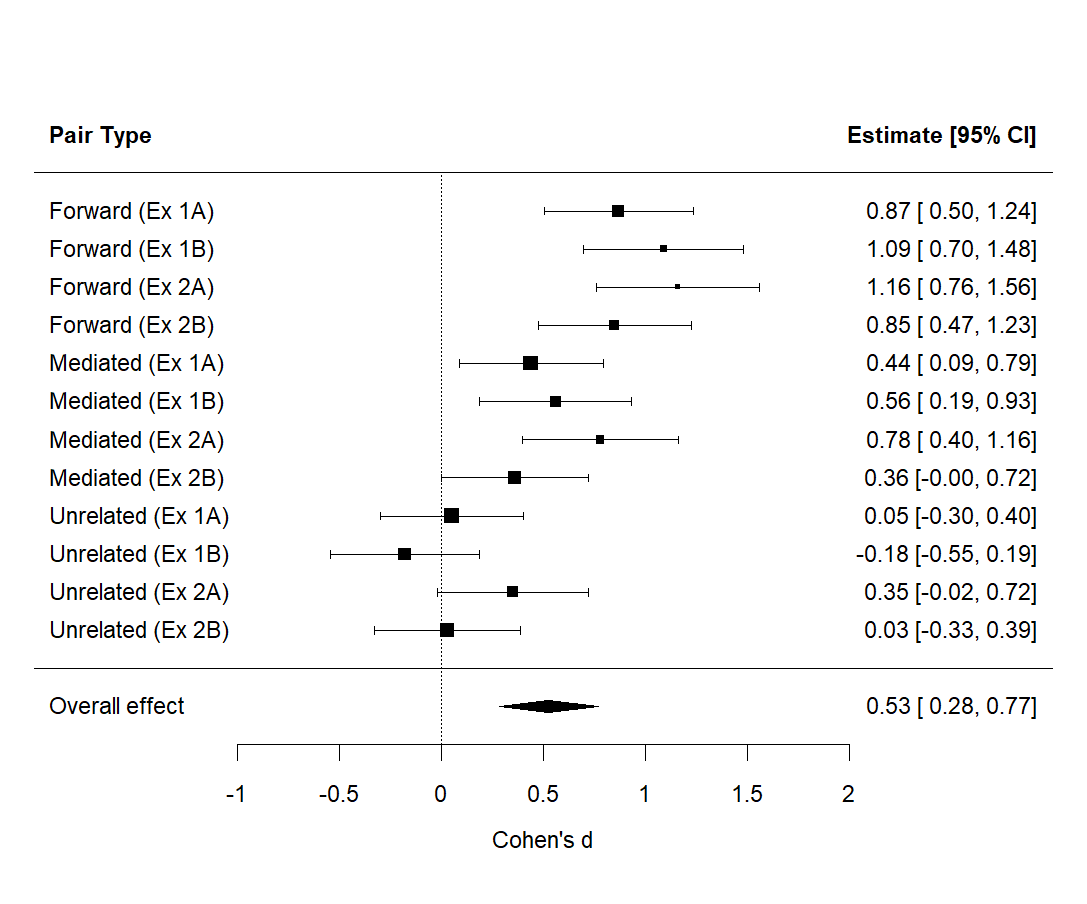 Pair Type Estimate [95% CI]
Forward (Ex 1A) 0.87 [ 0.50, 1.24]
Forward (Ex 1B) 1.09 [ 0.70, 1.48]
Forward (Ex 2A) 1.16 [ 0.76, 1.56]
Forward (Ex 2B) 0.85 [ 0.47, 1.23]
Mediated (Ex 1A) 0.44 [ 0.09, 0.79]
Mediated (Ex 1B) 0.56 [ 0.19, 0.93]
Mediated (Ex 2A) 0.78 [ 0.40, 1.16]
Mediated (Ex 2B) 0.36 [-0.00, 0.72]
Unrelated (Ex 1A) 0.05 [-0.30, 0.40]
Unrelated (Ex 1B) -0.18 [-0.55, 0.19]
Unrelated (Ex 2A) 0.35 [-0.02, 0.72]
Unrelated (Ex 2B) 0.03 [-0.33, 0.39]
Overall effect 0.53 [ 0.28, 0.77]
-1 -0.5 0 0.5 1 1.5 2
Cohen's d